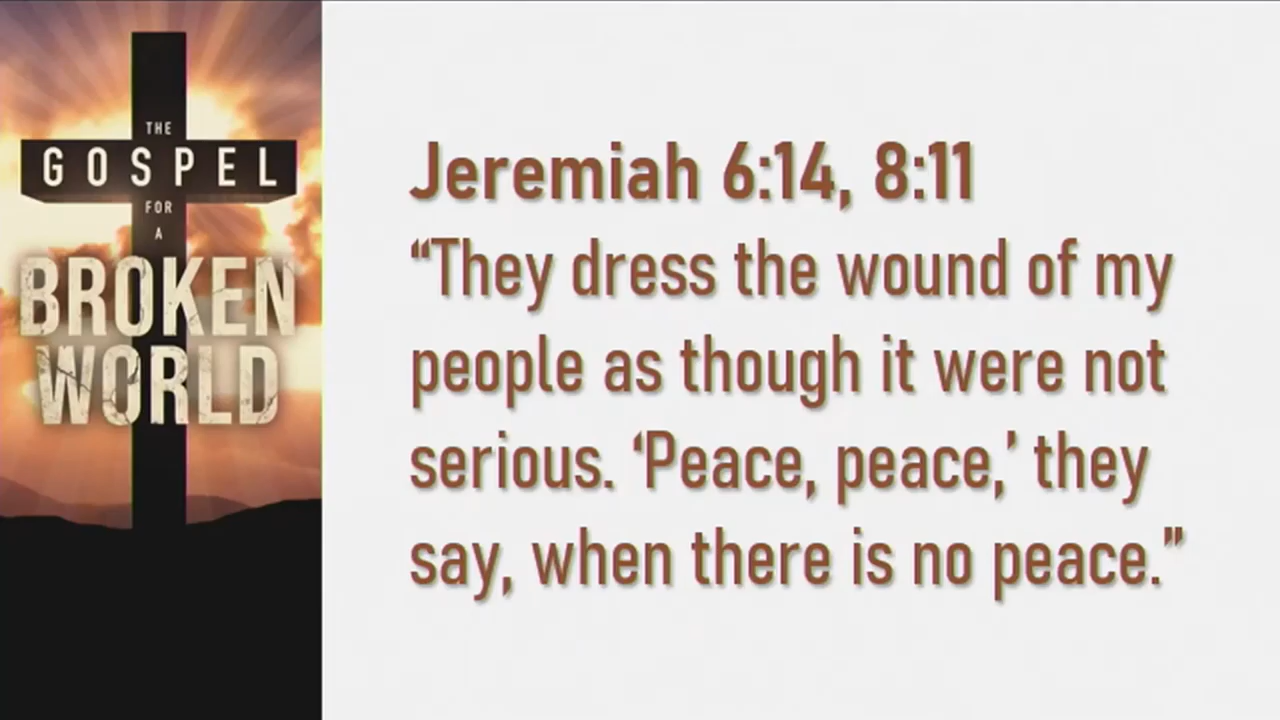 THE
GOSPEL
FOR
A
BROKEN
WORLD
Jeremiah 6:14, 8:11
“They dress the wound of my
people as though it were not
serious. ‘Peace, peace,’ they
say, when there is no peace.”